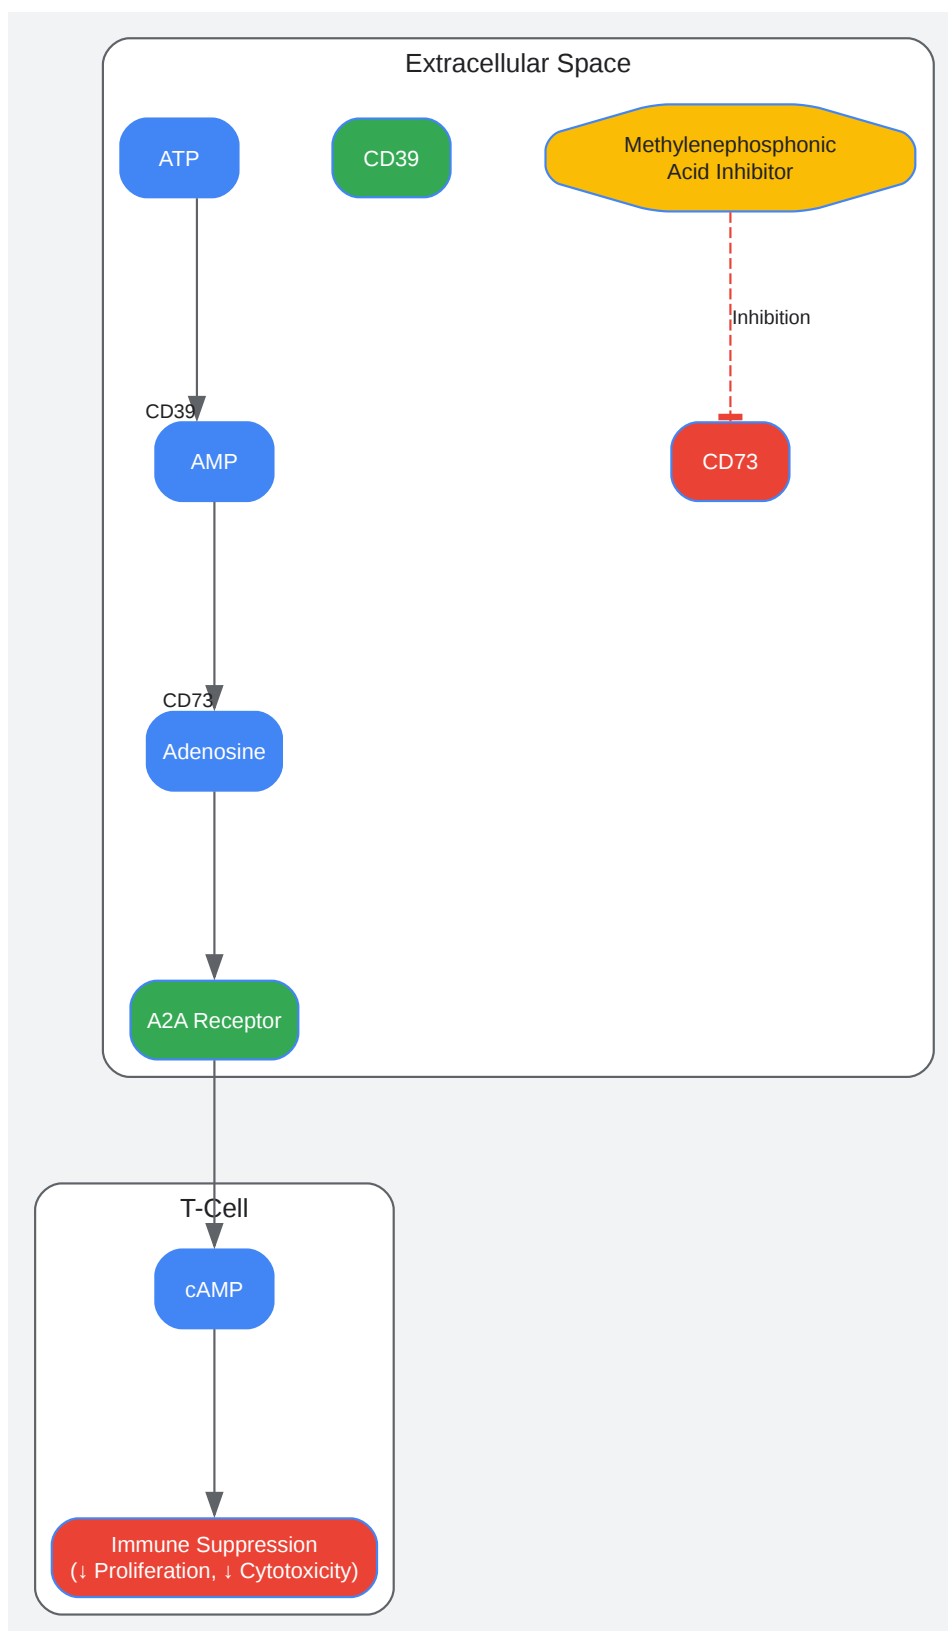 Extracellular Space
ATP
CD39
Methylenephosphonic
Acid Inhibitor
Inhibition
CD39
AMP
CD73
CD73
Adenosine
A2A Receptor
T-Cell
cAMP
Immune Suppression
(↓ Proliferation, ↓ Cytotoxicity)